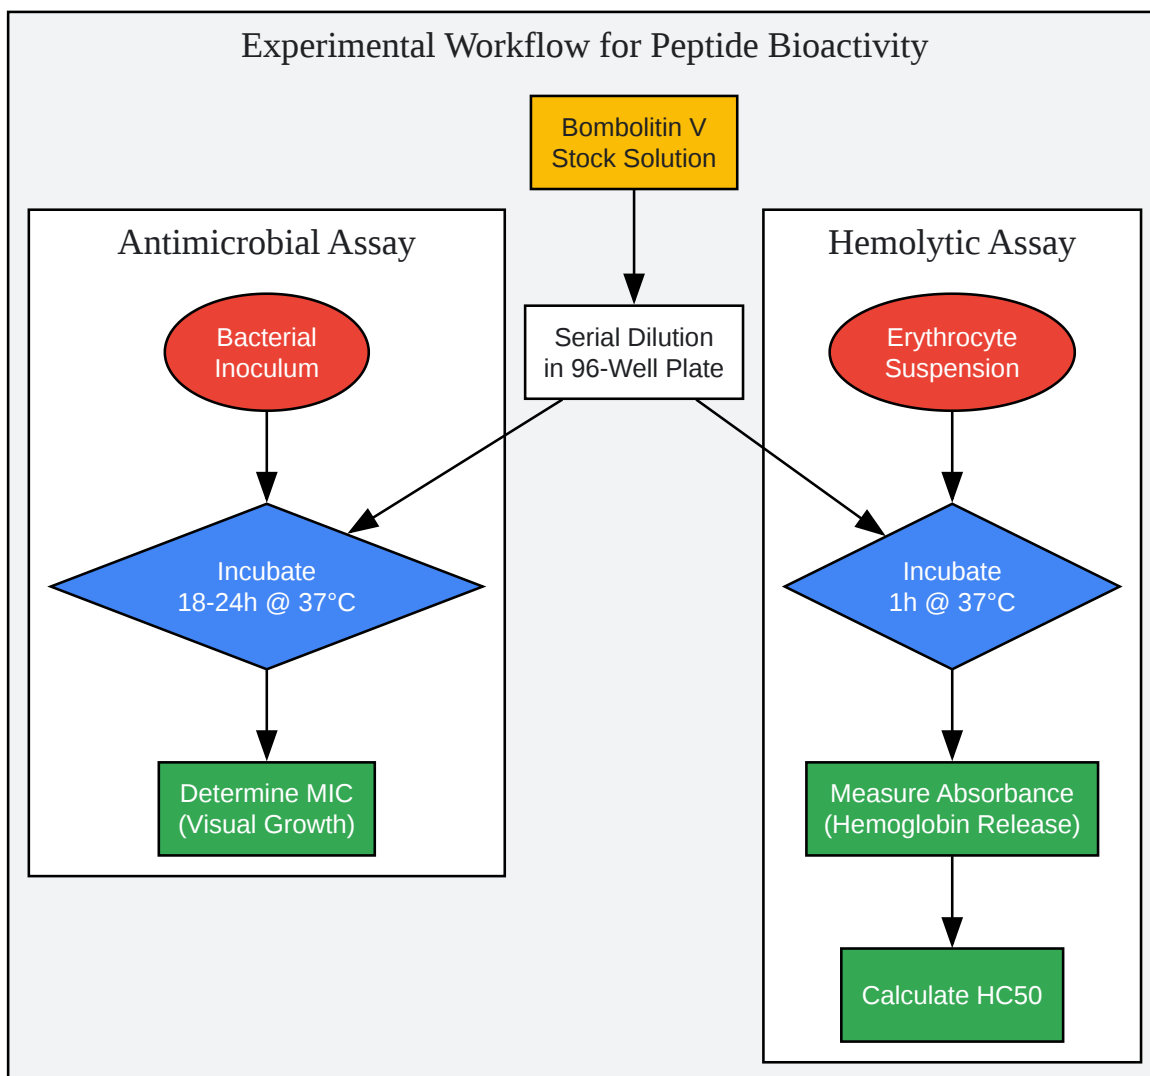 Experimental Workflow for Peptide Bioactivity
Bombolitin V
Stock Solution
Serial Dilution
in 96-Well Plate
Antimicrobial Assay
Bacterial
Inoculum
Incubate
18-24h @ 37°C
Determine MIC
(Visual Growth)
Hemolytic Assay
Erythrocyte
Suspension
Incubate
1h @ 37°C
Measure Absorbance
(Hemoglobin Release)
Calculate HC50